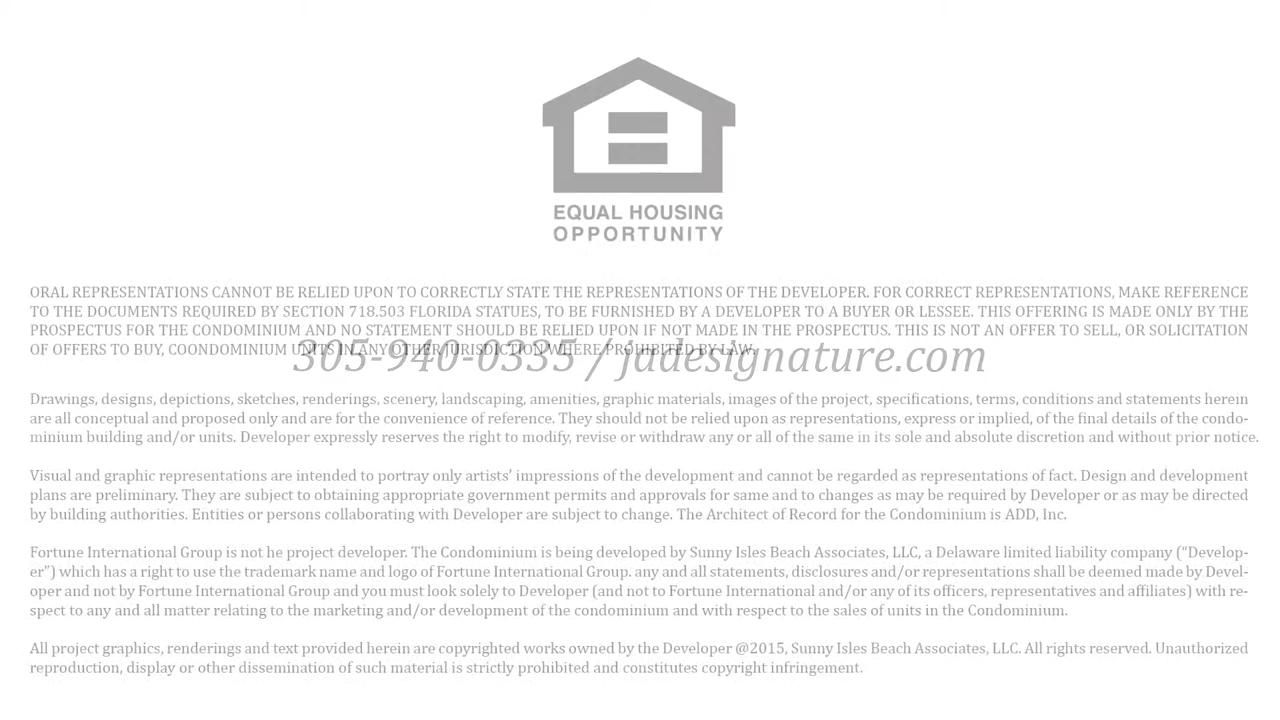 EQUAL HOUSING
OPPORTUNITY
ORAL REPRESENTATIONS CANNOT BE RELIED UPON TO CORRECTLY STATE THE REPRESENTATIONS OF THE DEVELOPER. FOR CORRECT REPRESENTATIONS, MAKE REFERENCE
TO THE DOCUMENTS REQUIRED BY SECTION 718.503 FLORIDA STATUES, TO BE FURNISHED BY A DEVELOPER TO A BUYER OR LESSEE. THIS OFFERING IS MADE ONLY BY THE
PROSPECTUS FOR THE CONDOMINIUM AND NO STATEMENT SHOULD BE RELIED UPON IF NOT MADE IN THE PROSPECTUS. THIS IS NOT AN OFFER TO SELL, OR SOLICITATION
OF OFFERS TO BUY, COONDOMINIUM UNITS IN ANY OTHER JURISDICTION WHERE PROHIBITED BY LAW.
305-940-0335 / jadesignature.com
Drawings, designs, depictions, sketches, renderings, scenery, landscaping, amenities, graphic materials, images of the project, specifications, terms, conditions and statements herein
are all conceptual and proposed only and are for the convenience of reference. They should not be relied upon as representations, express or implied, of the final details of the condo-
minium building and/or units. Developer expressly reserves the right to modify, revise or withdraw any or all of the same in its sole and absolute discretion and without prior notice.
Visual and graphic representations are intended to portray only artists' impressions of the development and cannot be regarded as representations of fact. Design and development
plans are preliminary. They are subject to obtaining appropriate government permits and approvals for same and to changes as may be required by Developer or as may be directed
by building authorities. Entities or persons collaborating with Developer are subject to change. The Architect of Record for the Condominium is ADD, Inc.
Fortune International Group is not he project developer. The Condominium is being developed by Sunny Isles Beach Associates, LLC, a Delaware limited liability company (“Develop-
er”) which has a right to use the trademark name and logo of Fortune International Group. any and all statements, disclosures and/or representations shall be deemed made by Devel-
oper and not by Fortune International Group and you must look solely to Developer (and not to Fortune International and/or any of its officers, representatives and affiliates) with re-
spect to any and all matter relating to the marketing and/or development of the condominium and with respect to the sales of units in the Condominium.
All project graphics, renderings and text provided herein are copyrighted works owned by the Developer @2015, Sunny Isles Beach Associates, LLC. All rights reserved. Unauthorized
reproduction, display or other dissemination of such material is strictly prohibited and constitutes copyright infringement.